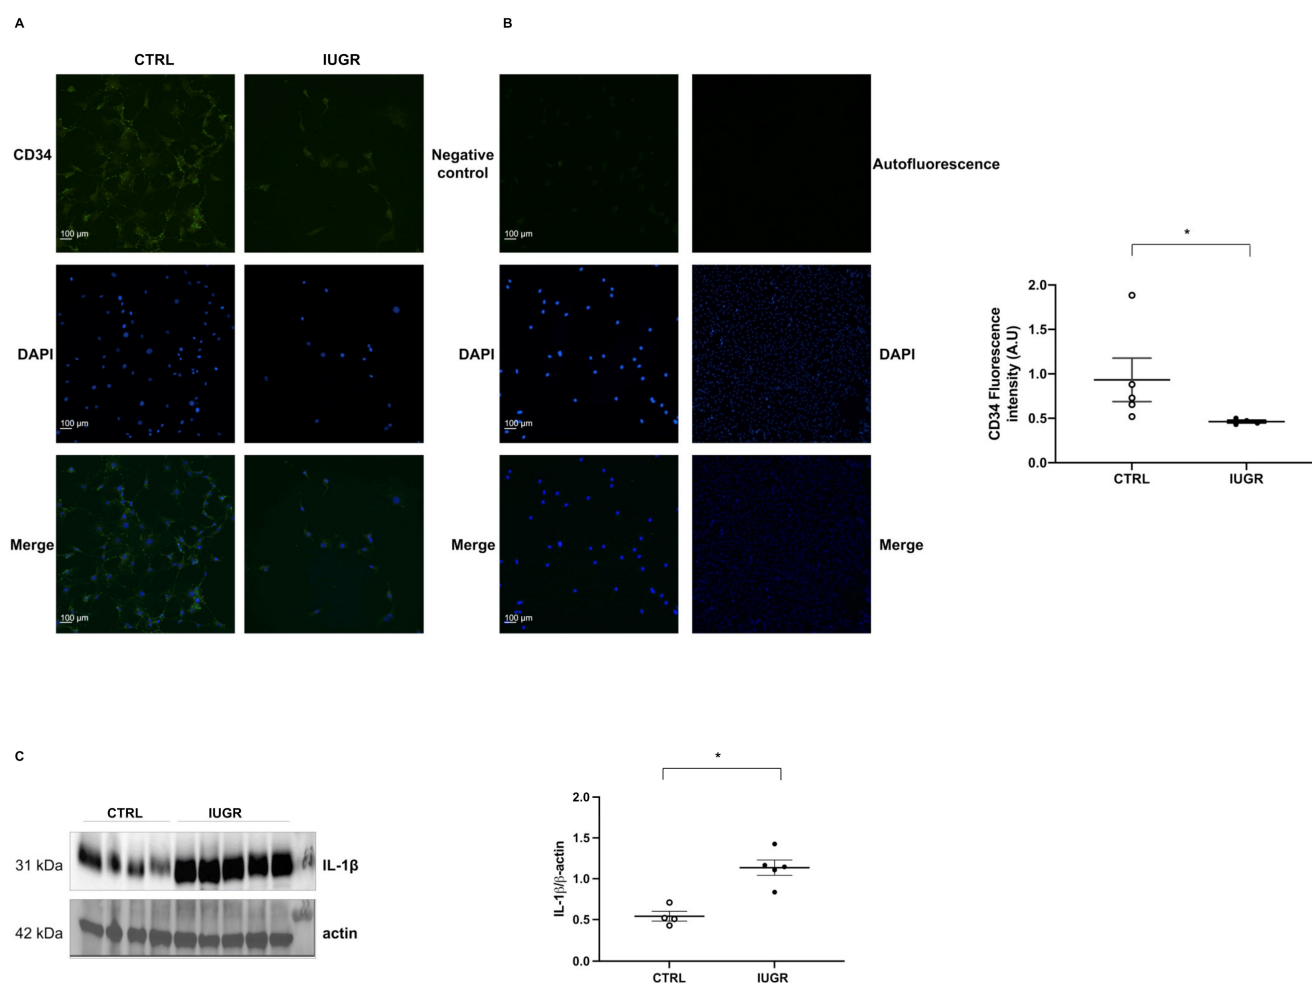 A
B
CTRL
IUGR
CD34
Negative
control
Autofluorescence
100 µm
100 µm
DAPI
DAPI
DAPI
100 µm
100 µm
Merge
Merge
Merge
100 µm
100 µm
CD34 Fluorescence
intensity (A.U)
2.0
1.5
1.0
0.5
0.0
*
CTRL
IUGR
C
CTRL
IUGR
31 kDa
IL-1β
42 kDa
actin
*
IL-1β/β-actin
2.0
1.5
1.0
0.5
0.0
CTRL
IUGR